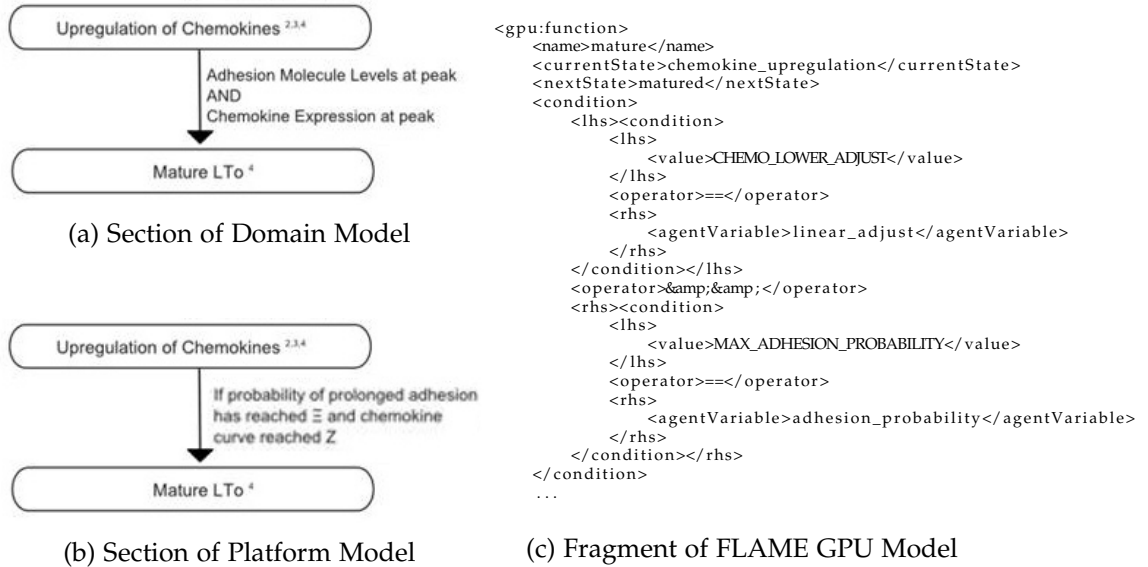 Upregulation of Chemokines 2,3,4
Adhesion Molecule Levels at peak
AND
Chemokine Expression at peak
Mature LTo 4
(a) Section of Domain Model
Upregulation of Chemokines 2,3,4
If probability of prolonged adhesion
has reached Ξ and chemokine
curve reached Z
Mature LTo 4
(b) Section of Platform Model
<gpu:function>
<name>mature</name>
<currentState>chemokine_upregulation</currentState>
<nextState>matured</nextState>
<condition>
<lhs><condition>
<lhs>
<value>CHEMO_LOWER_ADJUST</value>
</lhs>
<operator>==</operator>
<rhs>
<agentVariable>linear_adjust</agentVariable>
</rhs>
</condition></lhs>
<operator>&amp;&amp;</operator>
<rhs><condition>
<lhs>
<value>MAX_ADHESION_PROBABILITY</value>
</lhs>
<operator>==</operator>
<rhs>
<agentVariable>adhesion_probability</agentVariable>
</rhs>
</condition></rhs>
</condition>
...
(c) Fragment of FLAME GPU Model